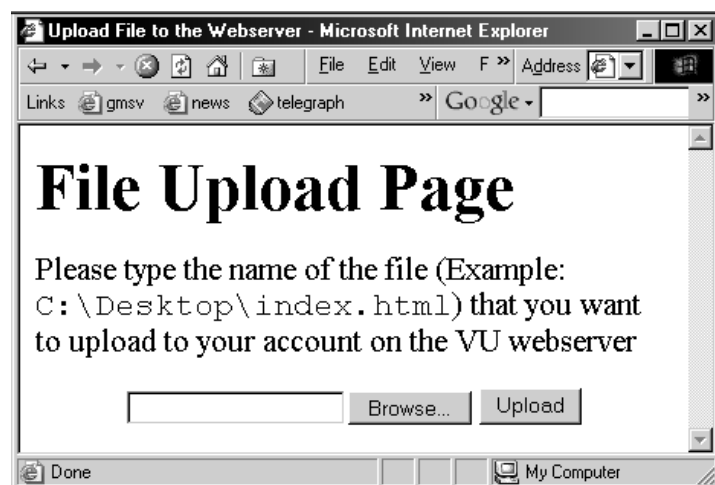 Upload File to the Webserver - Microsoft Internet Explorer
File Edit View F » Address
Links gmsv news telegraph » Google »
File Upload Page
Please type the name of the file (Example:
C:\Desktop\index.html) that you want
to upload to your account on the VU webserver
Browse... Upload
Done My Computer